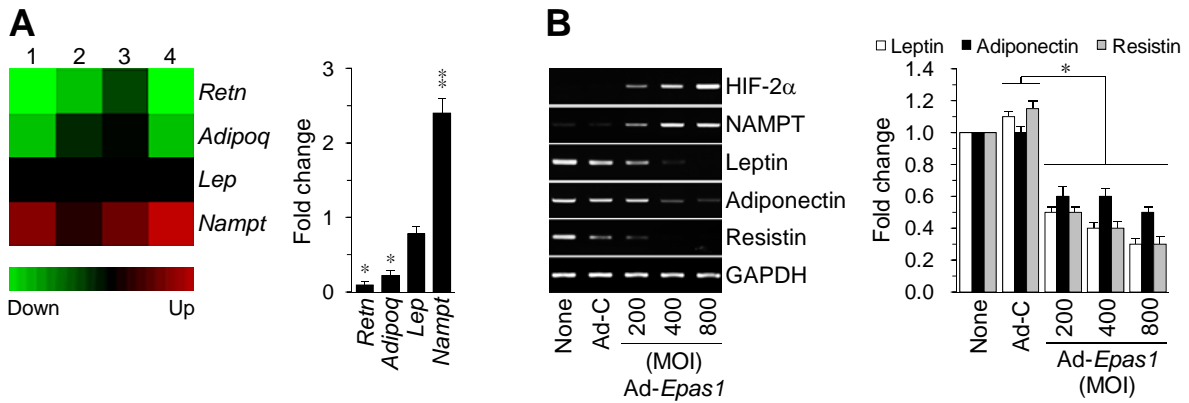 A
1 2 3 4
Retn
Adipoq
Lep
Nampt
Down Up
Fold change
3
2
1
0
*
*
**
Retn
Adipoq
Lep
Nampt
B
HIF-2α
NAMPT
Leptin
Adiponectin
Resistin
GAPDH
None
Ad-C
200
400
800
(MOI)
Ad-Epas1
Leptin Adiponectin Resistin
Fold change
1.4
1.2
1.0
0.8
0.6
0.4
0.2
0.0
*
None
Ad-C
200
400
800
Ad-Epas1
(MOI)